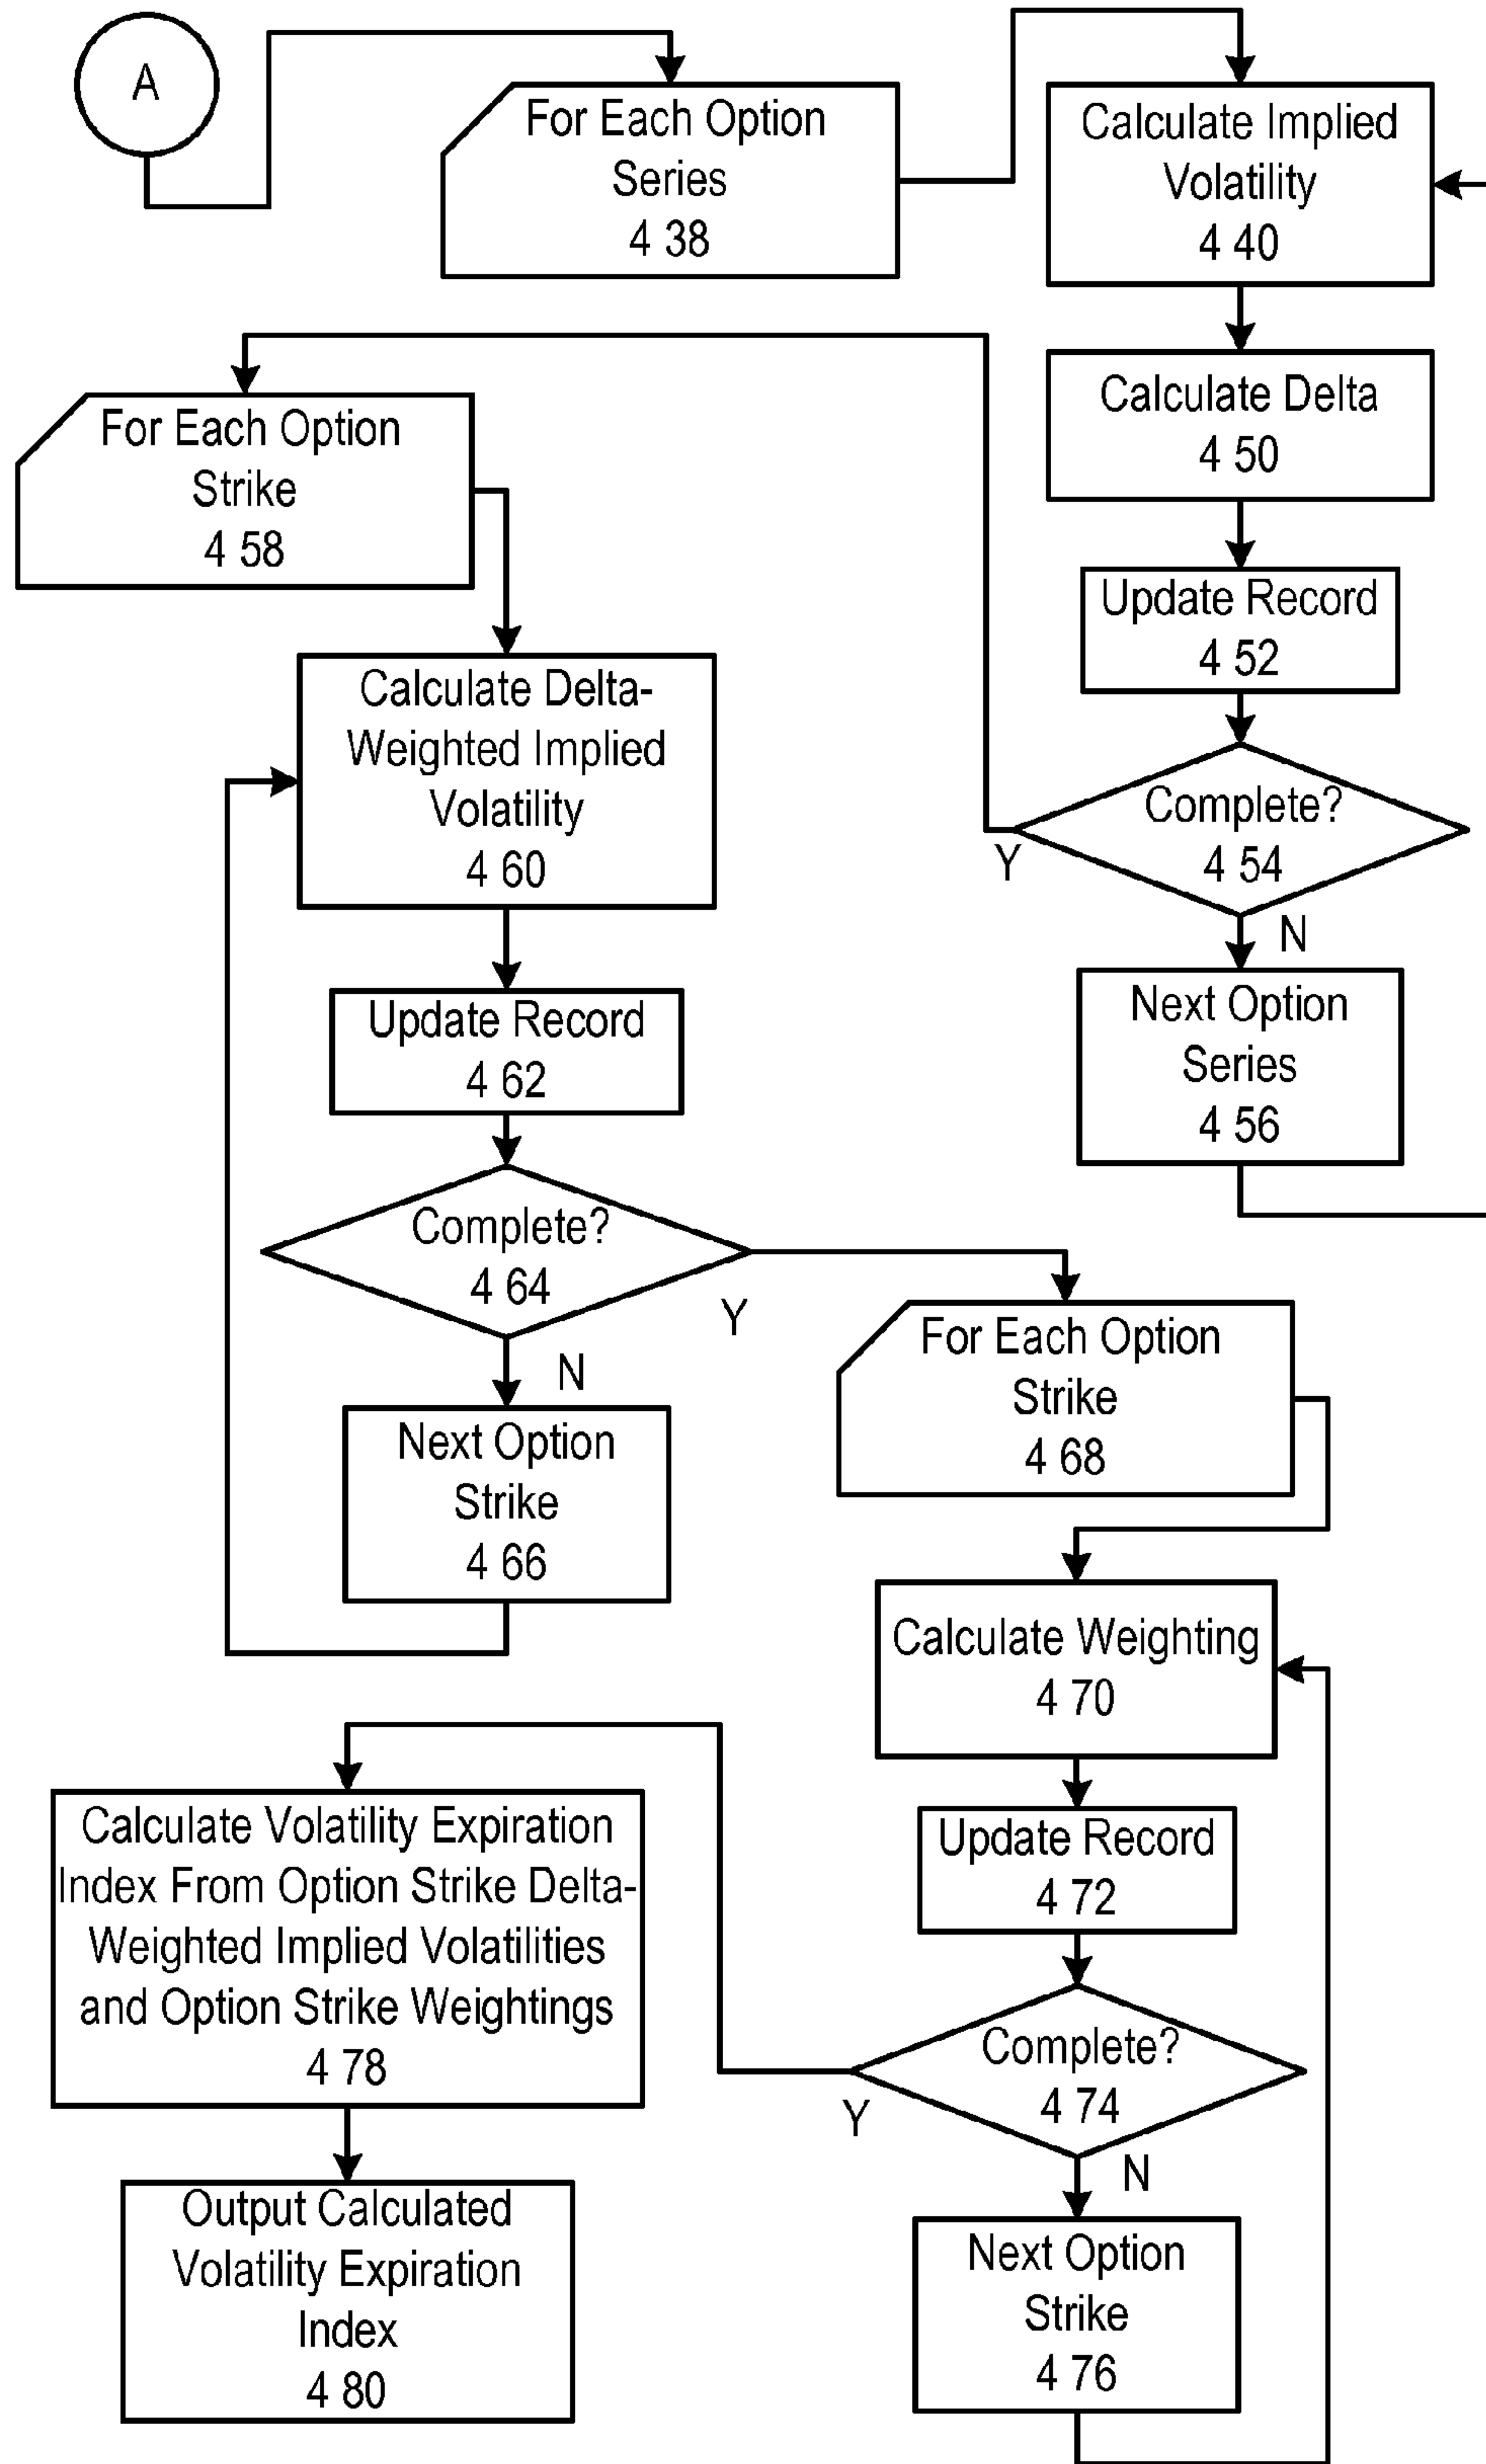 A
For Each Option
Series
4 38
Calculate Implied
Volatility
4 40
Calculate Delta
4 50
Update Record
4 52
Complete?
4 54
Y
N
Next Option
Series
4 56
For Each Option
Strike
4 58
Calculate Delta-
Weighted Implied
Volatility
4 60
Update Record
4 62
Complete?
4 64
Y
N
Next Option
Strike
4 66
For Each Option
Strike
4 68
Calculate Weighting
4 70
Update Record
4 72
Complete?
4 74
Y
N
Next Option
Strike
4 76
Calculate Volatility Expiration
Index From Option Strike Delta-
Weighted Implied Volatilities
and Option Strike Weightings
4 78
Output Calculated
Volatility Expiration
Index
4 80